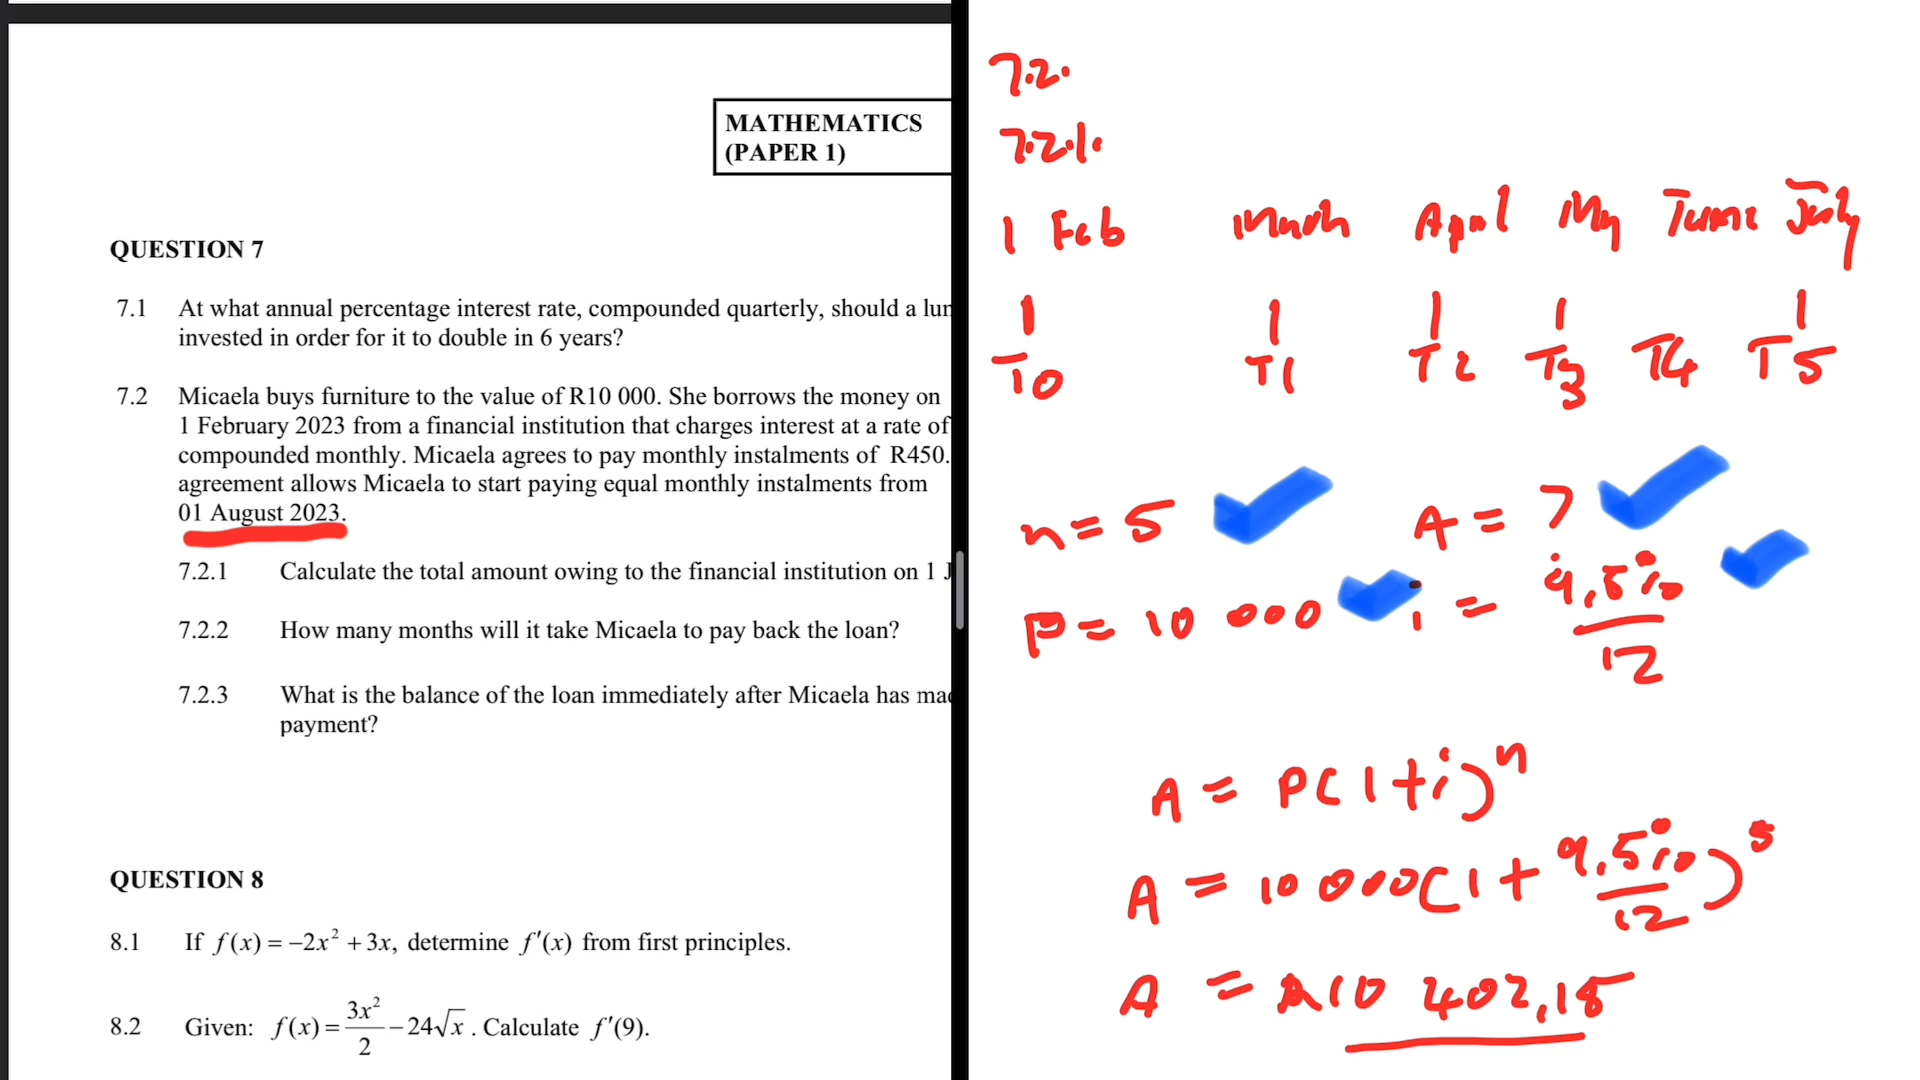 MATHEMATICS
(PAPER 1)
QUESTION 7
7.1 At what annual percentage interest rate, compounded quarterly, should a lun
invested in order for it to double in 6 years?
7.2 Micaela buys furniture to the value of R10 000. She borrows the money on
1 February 2023 from a financial institution that charges interest at a rate of
compounded monthly. Micaela agrees to pay monthly instalments of R450.
agreement allows Micaela to start paying equal monthly instalments from
01 August 2023.
7.2.1 Calculate the total amount owing to the financial institution on 1 J
7.2.2 How many months will it take Micaela to pay back the loan?
7.2.3 What is the balance of the loan immediately after Micaela has mad
payment?
QUESTION 8
8.1 If f(x) = −2x² + 3x, determine f′(x) from first principles.
8.2 Given: f(x) = 3x²/2 − 24√x . Calculate f′(9).
7.2.
7.2.1.
1 Feb March April My June July
T0 T1 T2 T3 T4 T5
n = 5 A = ?
P = 10 000 i = 9,5%/12
A = P(1+i)ⁿ
A = 10 000(1 + 9,5%/12)⁵
A = R10 402,15